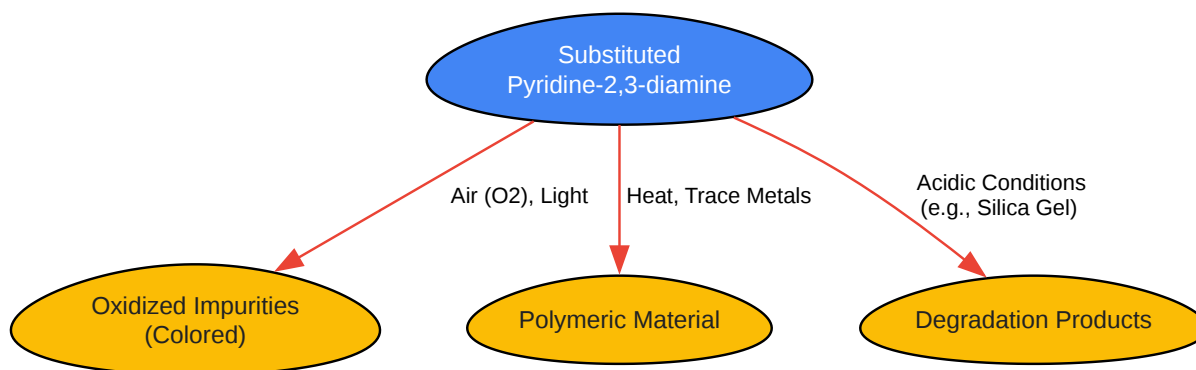 Substituted
Pyridine-2,3-diamine
Air (O2), Light
Heat, Trace Metals
Acidic Conditions
(e.g., Silica Gel)
Oxidized Impurities
(Colored)
Polymeric Material
Degradation Products